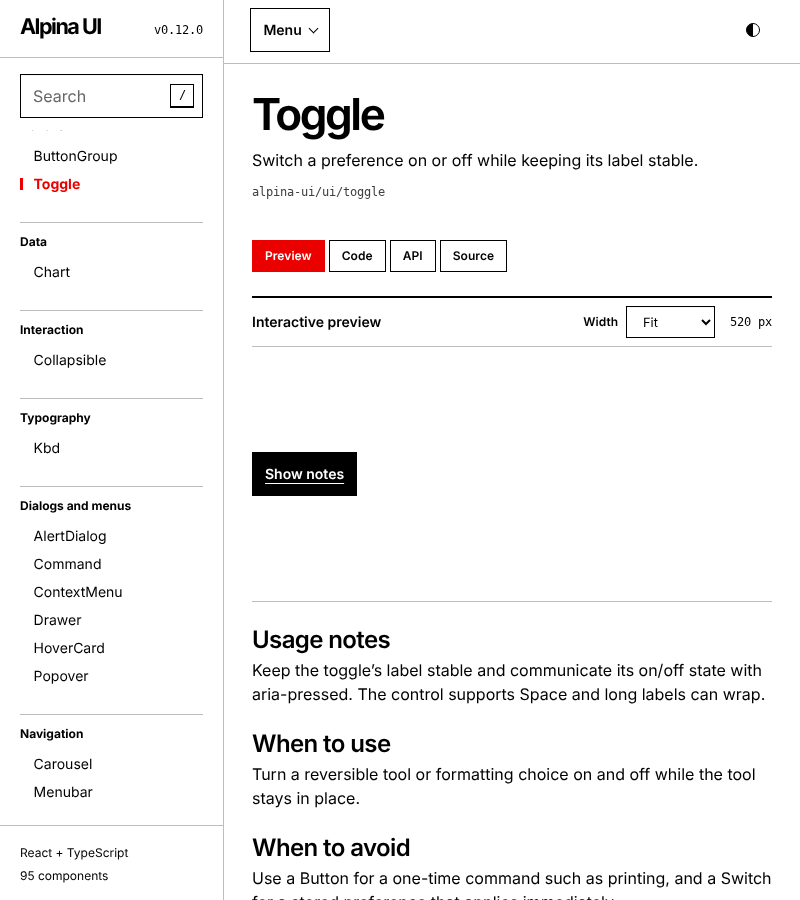 Alpina UI
v0.12.0
Search
/
ButtonGroup
Toggle
Data
Chart
Interaction
Collapsible
Typography
Kbd
Dialogs and menus
AlertDialog
Command
ContextMenu
Drawer
HoverCard
Popover
Navigation
Carousel
Menubar
React + TypeScript
95 components
Menu
Toggle
Switch a preference on or off while keeping its label stable.
alpina-ui/ui/toggle
Preview
Code
API
Source
Interactive preview
Width
Fit
520 px
Show notes
Usage notes
Keep the toggle’s label stable and communicate its on/off state with
aria-pressed. The control supports Space and long labels can wrap.
When to use
Turn a reversible tool or formatting choice on and off while the tool
stays in place.
When to avoid
Use a Button for a one-time command such as printing, and a Switch
for a stored preference that applies immediately.